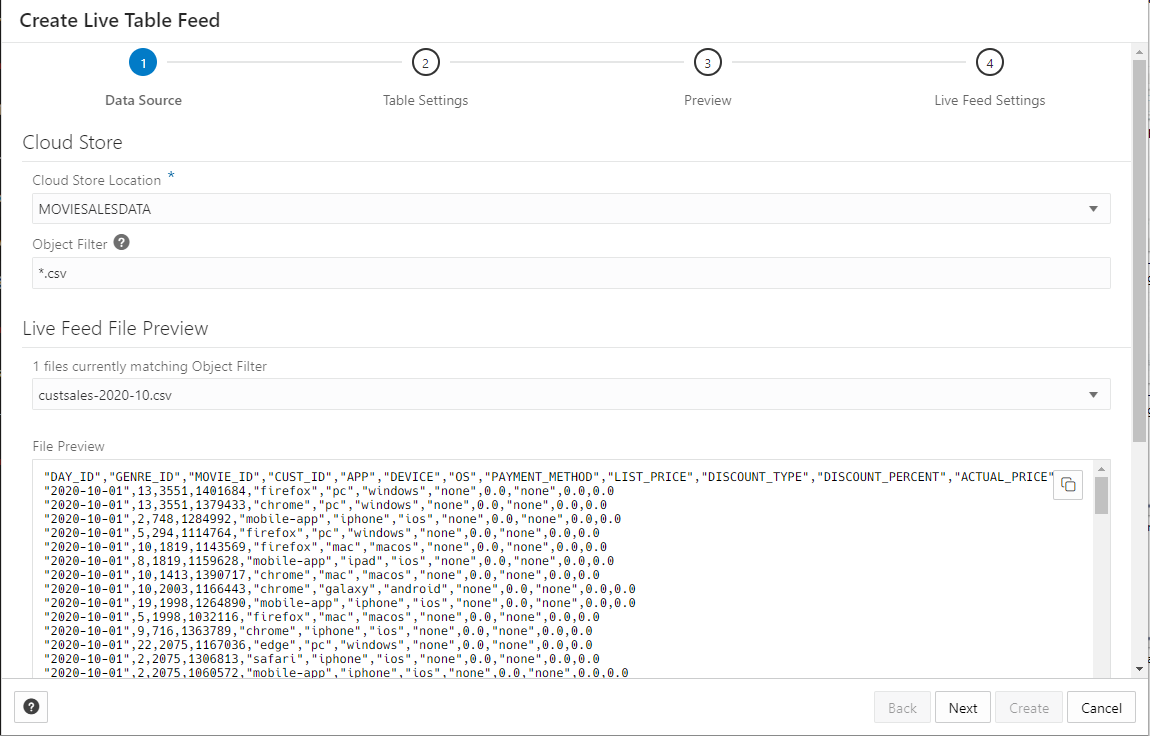 Create Live Table Feed
1 2 3 4
Data Source Table Settings Preview Live Feed Settings
Cloud Store
Cloud Store Location *
MOVIESALESDATA
Object Filter ?
*.csv
Live Feed File Preview
1 files currently matching Object Filter
custsales-2020-10.csv
File Preview
"DAY_ID","GENRE_ID","MOVIE_ID","CUST_ID","APP","DEVICE","OS","PAYMENT_METHOD","LIST_PRICE","DISCOUNT_TYPE","DISCOUNT_PERCENT","ACTUAL_PRICE"
"2020-10-01",13,3551,1401684,"firefox","pc","windows","none",0.0,"none",0.0,0.0
"2020-10-01",13,3551,1379433,"chrome","pc","windows","none",0.0,"none",0.0,0.0
"2020-10-01",2,748,1284992,"mobile-app","iphone","ios","none",0.0,"none",0.0,0.0
"2020-10-01",5,294,1114764,"firefox","pc","windows","none",0.0,"none",0.0,0.0
"2020-10-01",10,1819,1143569,"firefox","mac","macos","none",0.0,"none",0.0,0.0
"2020-10-01",8,1819,1159628,"mobile-app","ipad","ios","none",0.0,"none",0.0,0.0
"2020-10-01",10,1413,1390717,"chrome","mac","macos","none",0.0,"none",0.0,0.0
"2020-10-01",10,2003,1166443,"chrome","galaxy","android","none",0.0,"none",0.0,0.0
"2020-10-01",19,1998,1264890,"mobile-app","iphone","ios","none",0.0,"none",0.0,0.0
"2020-10-01",5,1998,1032116,"firefox","mac","macos","none",0.0,"none",0.0,0.0
"2020-10-01",9,716,1363789,"chrome","iphone","ios","none",0.0,"none",0.0,0.0
"2020-10-01",22,2075,1167036,"edge","pc","windows","none",0.0,"none",0.0,0.0
"2020-10-01",2,2075,1306813,"safari","iphone","ios","none",0.0,"none",0.0,0.0
"2020-10-01",2,2075,1060572,"mobile-app","iphone","ios","none",0.0,"none",0.0,0.0
? Back Next Create Cancel